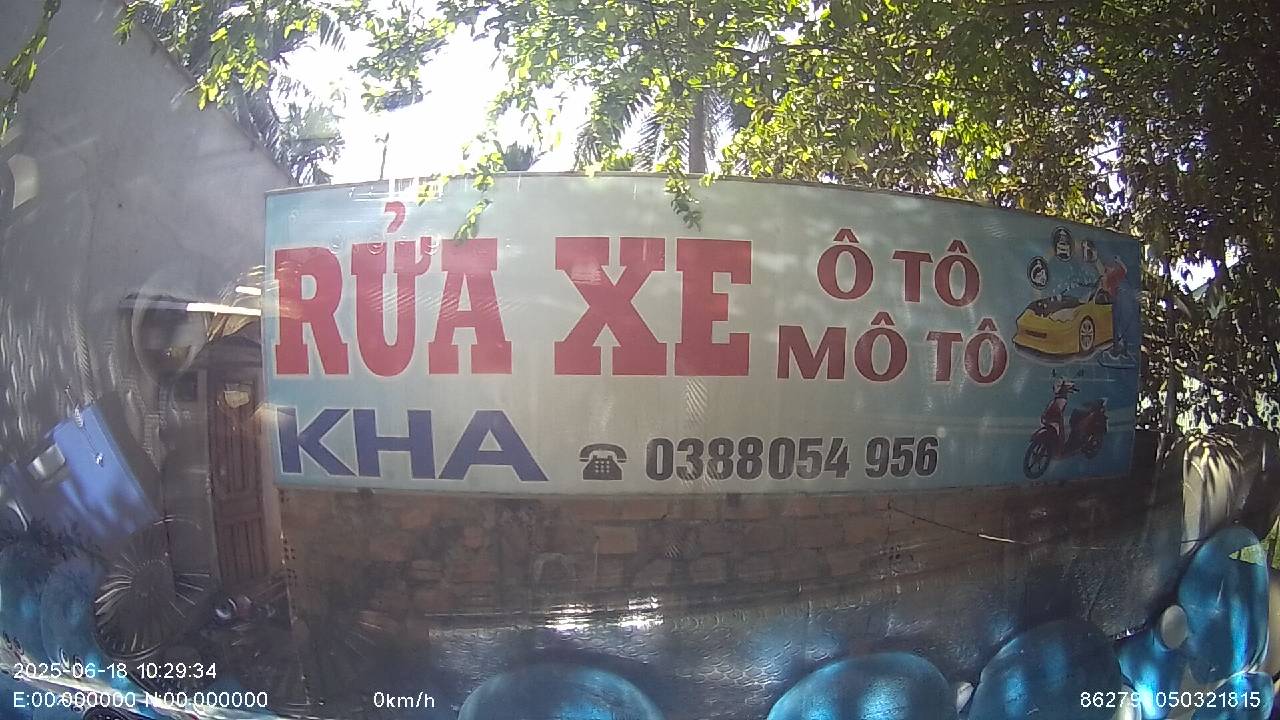 RỬA XE
Ô TÔ
MÔ TÔ
KHA
0388054 956
2025-06-18 10:29:34
E:00.000000 N:00.000000
0km/h